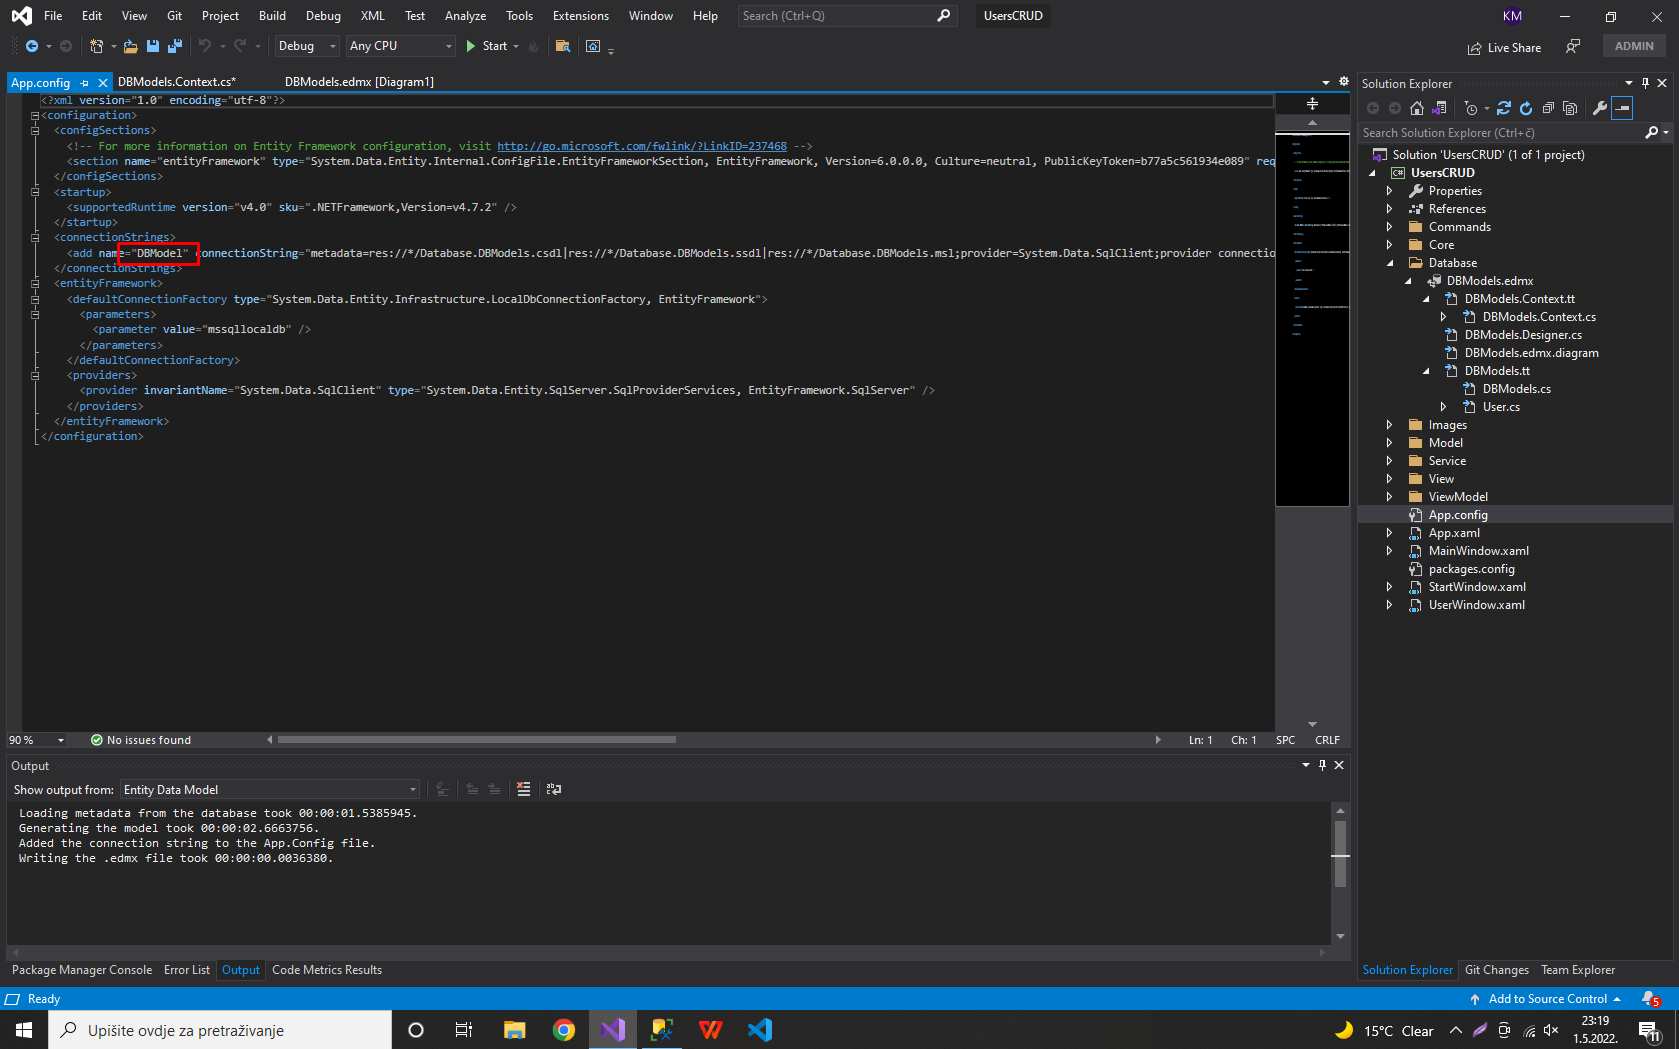 File Edit View Git Project Build Debug XML Test Analyze Tools Extensions Window Help Search (Ctrl+Q) UsersCRUD KM
Debug Any CPU Start Live Share ADMIN
App.config DBModels.Context.cs* DBModels.edmx [Diagram1]
<?xml version="1.0" encoding="utf-8"?>
<configuration>
<configSections>
<!-- For more information on Entity Framework configuration, visit http://go.microsoft.com/fwlink/?LinkID=237468 -->
<section name="entityFramework" type="System.Data.Entity.Internal.ConfigFile.EntityFrameworkSection, EntityFramework, Version=6.0.0.0, Culture=neutral, PublicKeyToken=b77a5c561934e089" req
</configSections>
<startup>
<supportedRuntime version="v4.0" sku=".NETFramework,Version=v4.7.2" />
</startup>
<connectionStrings>
<add name="DBModel" connectionString="metadata=res://*/Database.DBModels.csdl|res://*/Database.DBModels.ssdl|res://*/Database.DBModels.msl;provider=System.Data.SqlClient;provider connectio
</connectionStrings>
<entityFramework>
<defaultConnectionFactory type="System.Data.Entity.Infrastructure.LocalDbConnectionFactory, EntityFramework">
<parameters>
<parameter value="mssqllocaldb" />
</parameters>
</defaultConnectionFactory>
<providers>
<provider invariantName="System.Data.SqlClient" type="System.Data.Entity.SqlServer.SqlProviderServices, EntityFramework.SqlServer" />
</providers>
</entityFramework>
</configuration>
90 % No issues found Ln: 1 Ch: 1 SPC CRLF
Output
Show output from: Entity Data Model
Loading metadata from the database took 00:00:01.5385945.
Generating the model took 00:00:02.6663756.
Added the connection string to the App.Config file.
Writing the .edmx file took 00:00:00.0036380.
Package Manager Console Error List Output Code Metrics Results
Solution Explorer
Search Solution Explorer (Ctrl+č)
Solution 'UsersCRUD' (1 of 1 project)
UsersCRUD
Properties
References
Commands
Core
Database
DBModels.edmx
DBModels.Context.tt
DBModels.Context.cs
DBModels.Designer.cs
DBModels.edmx.diagram
DBModels.tt
DBModels.cs
User.cs
Images
Model
Service
View
ViewModel
App.config
App.xaml
MainWindow.xaml
packages.config
StartWindow.xaml
UserWindow.xaml
Solution Explorer Git Changes Team Explorer
Ready Add to Source Control 5
Upišite ovdje za pretraživanje 15°C Clear 23:19
1.5.2022. 11